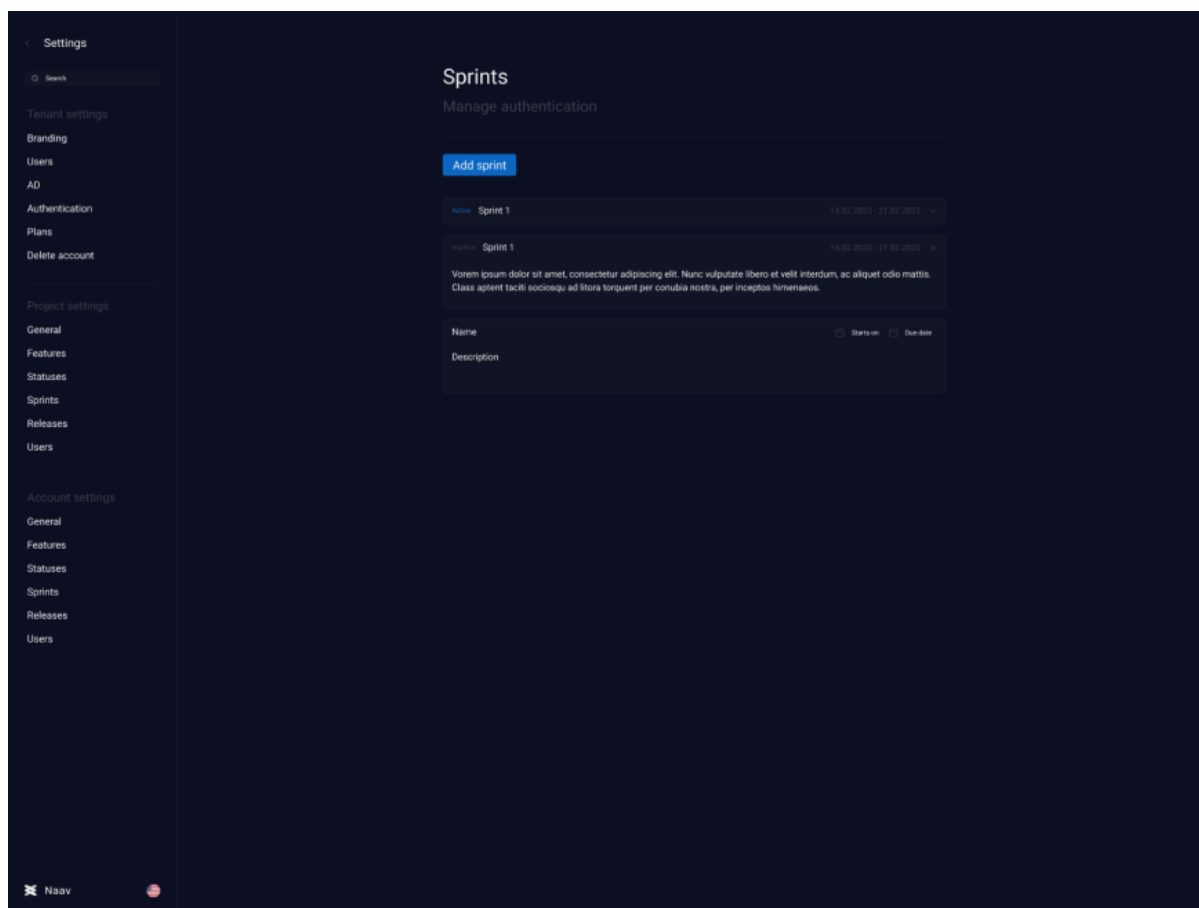 Settings
Search
Tenant settings
Branding
Users
AD
Authentication
Plans
Delete account
Project settings
General
Features
Statuses
Sprints
Releases
Users
Account settings
General
Features
Statuses
Sprints
Releases
Users
Naav
Sprints
Manage authentication
Add sprint
Active Sprint 1 14.02.2023 - 21.02.2023
Inactive Sprint 1 14.02.2023 - 21.02.2023
Vorem ipsum dolor sit amet, consectetur adipiscing elit. Nunc vulputate libero et velit interdum, ac aliquet odio mattis.
Class aptent taciti sociosqu ad litora torquent per conubia nostra, per inceptos himenaeos.
Name Starts on Due date
Description